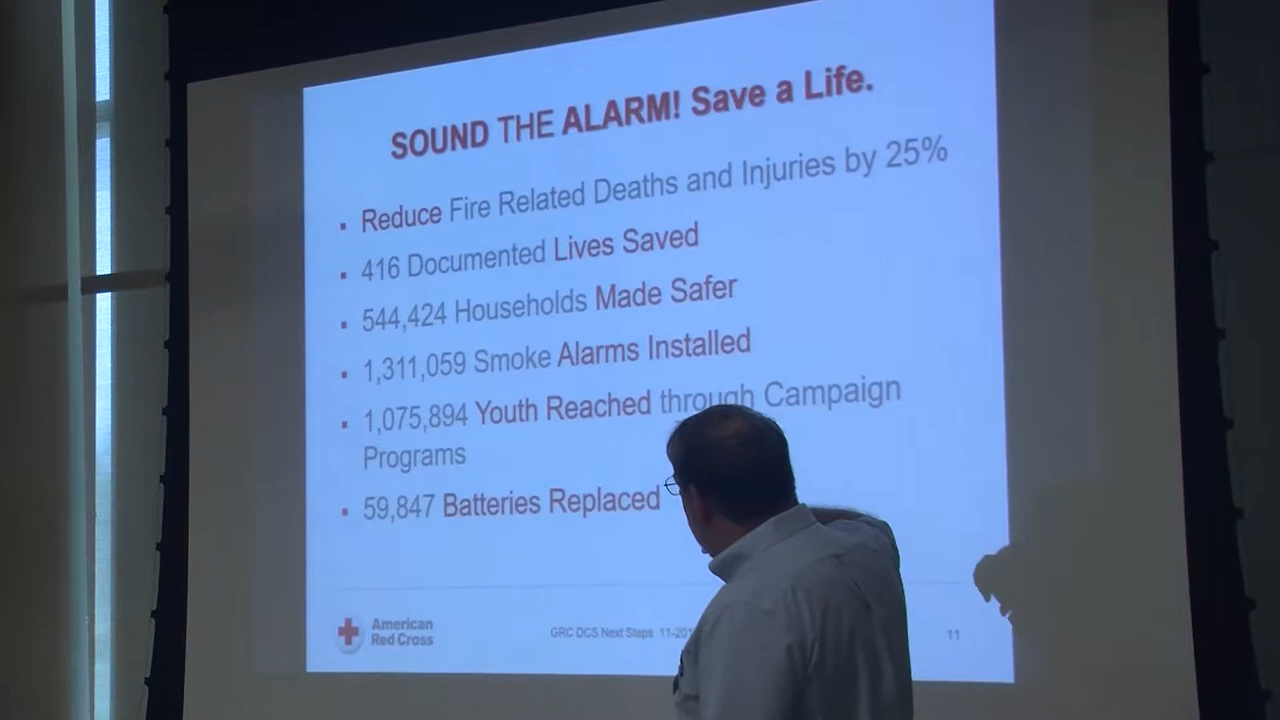 SOUND THE ALARM! Save a Life.
Reduce Fire Related Deaths and Injuries by 25%
416 Documented Lives Saved
544,424 Households Made Safer
1,311,059 Smoke Alarms Installed
1,075,894 Youth Reached through Campaign
Programs
59,847 Batteries Replaced
American
Red Cross
GRC DCS Next Steps 11-201
11